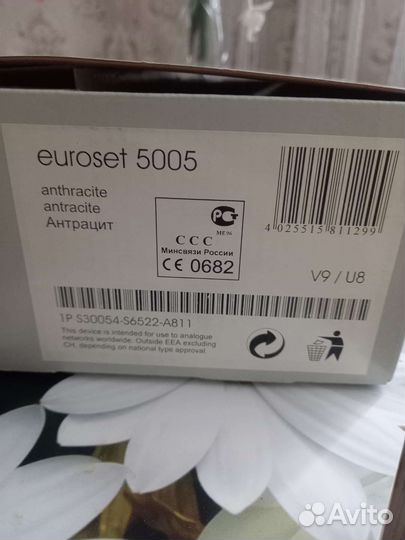 euroset 5005
anthracite
antracite
Антрацит
РСТ
ME96
ССС
Минсвязи России
CE 0682
4 025515 811299
V9 / U8
1P S30054-S6522-A811
This device is intended for use to analogue
networks worldwide. Outside EEA excluding
CH, depending on national type approval.
Avito